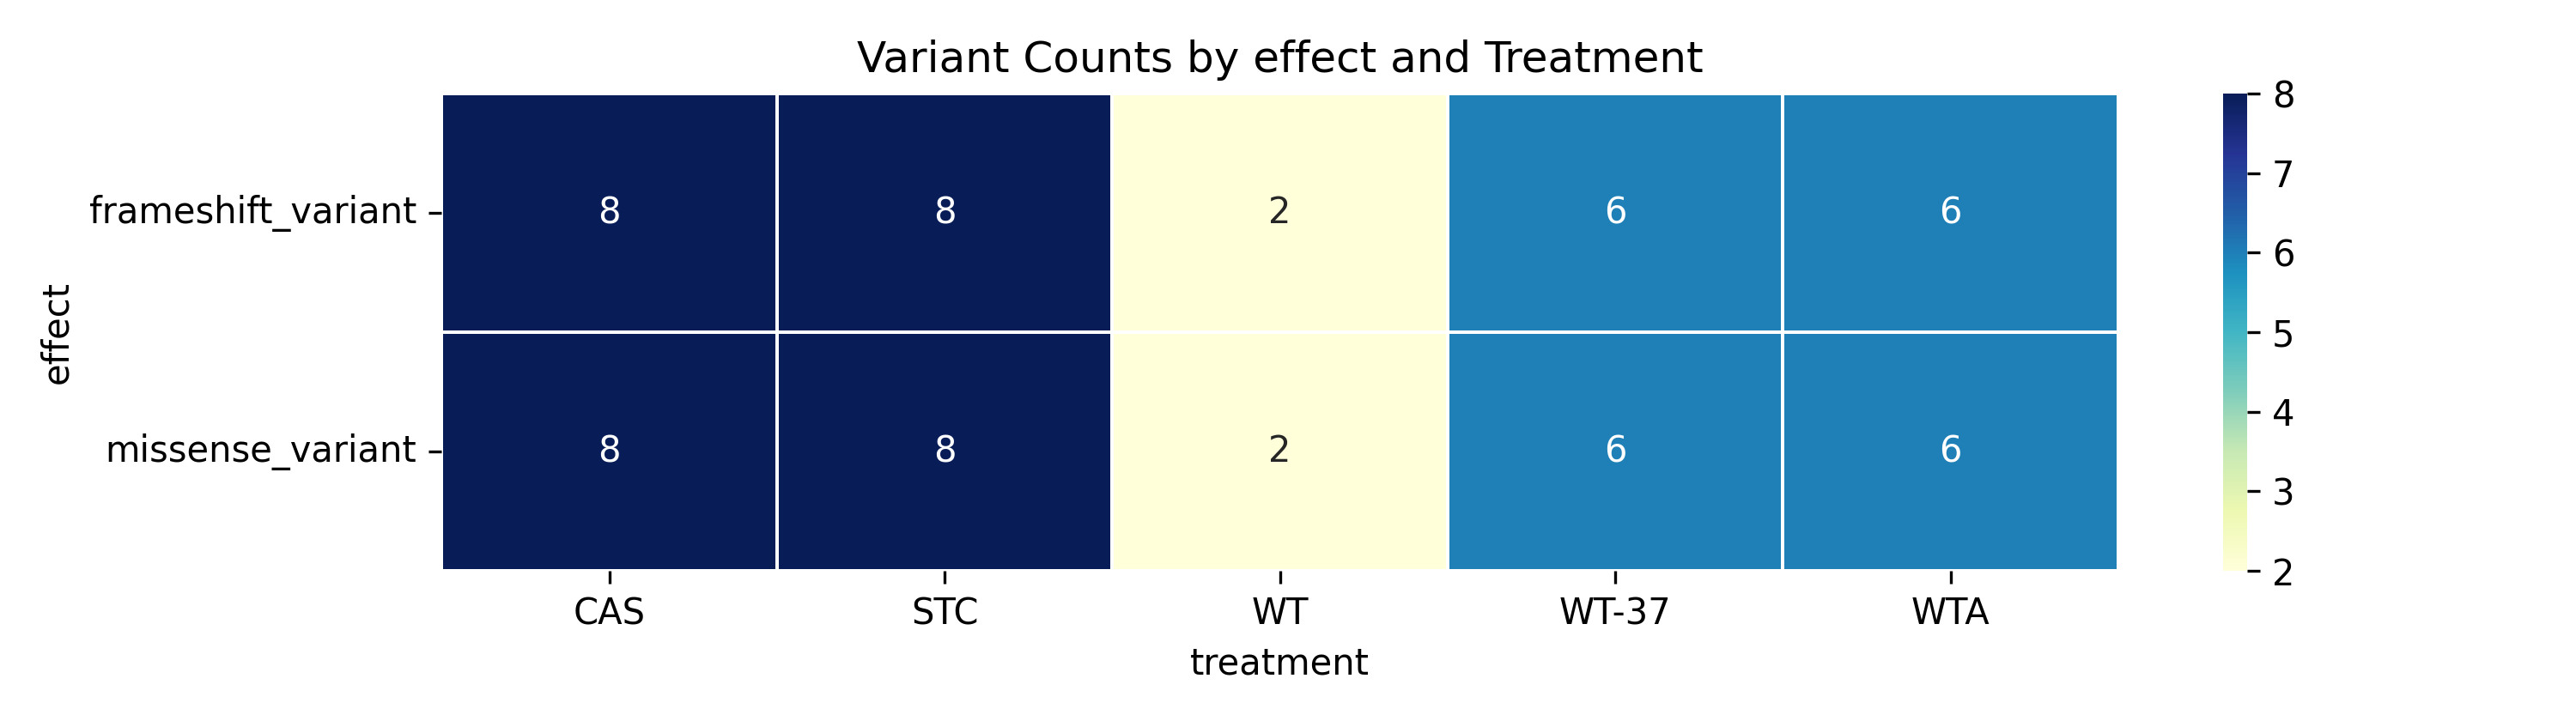 Variant Counts by effect and Treatment
effect
frameshift_variant
8 8 2 6 6
missense_variant
8 8 2 6 6
CAS STC WT WT-37 WTA
treatment
8
7
6
5
4
3
2